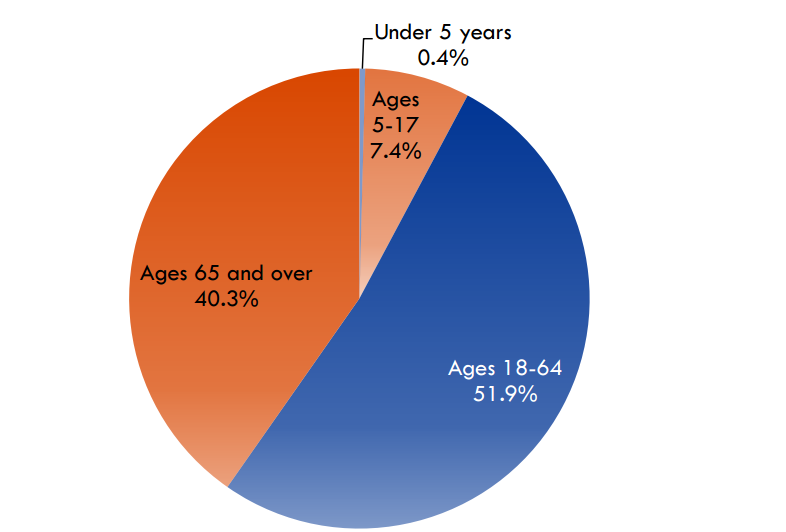 Under 5 years
0.4%
Ages
5-17
7.4%
Ages 65 and over
40.3%
Ages 18-64
51.9%